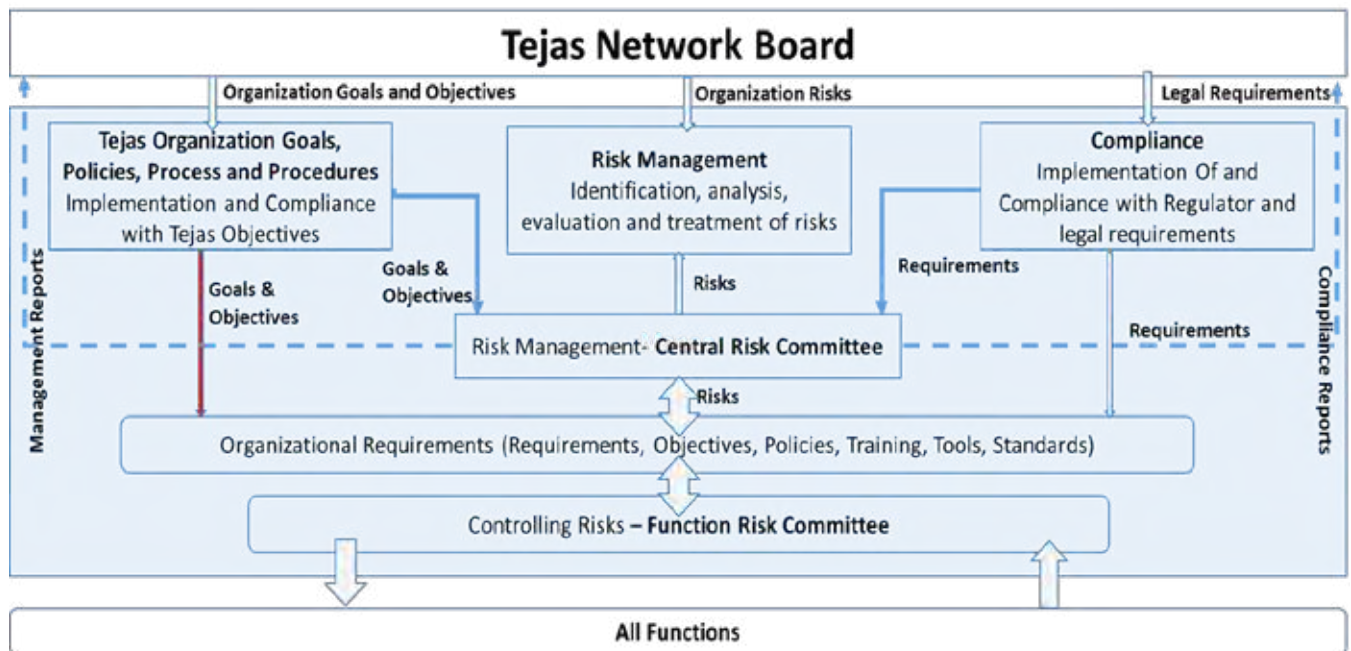 Tejas Network Board
Organization Goals and Objectives
Organization Risks
Legal Requirements
Tejas Organization Goals,
Policies, Process and Procedures
Implementation and Compliance
with Tejas Objectives
Risk Management
Identification, analysis,
evaluation and treatment of risks
Compliance
Implementation Of and
Compliance with Regulator and
legal requirements
Management Reports
Goals &
Objectives
Goals &
Objectives
Risks
Requirements
Requirements
Compliance Reports
Risk Management- Central Risk Committee
Risks
Organizational Requirements (Requirements, Objectives, Policies, Training, Tools, Standards)
Controlling Risks – Function Risk Committee
All Functions